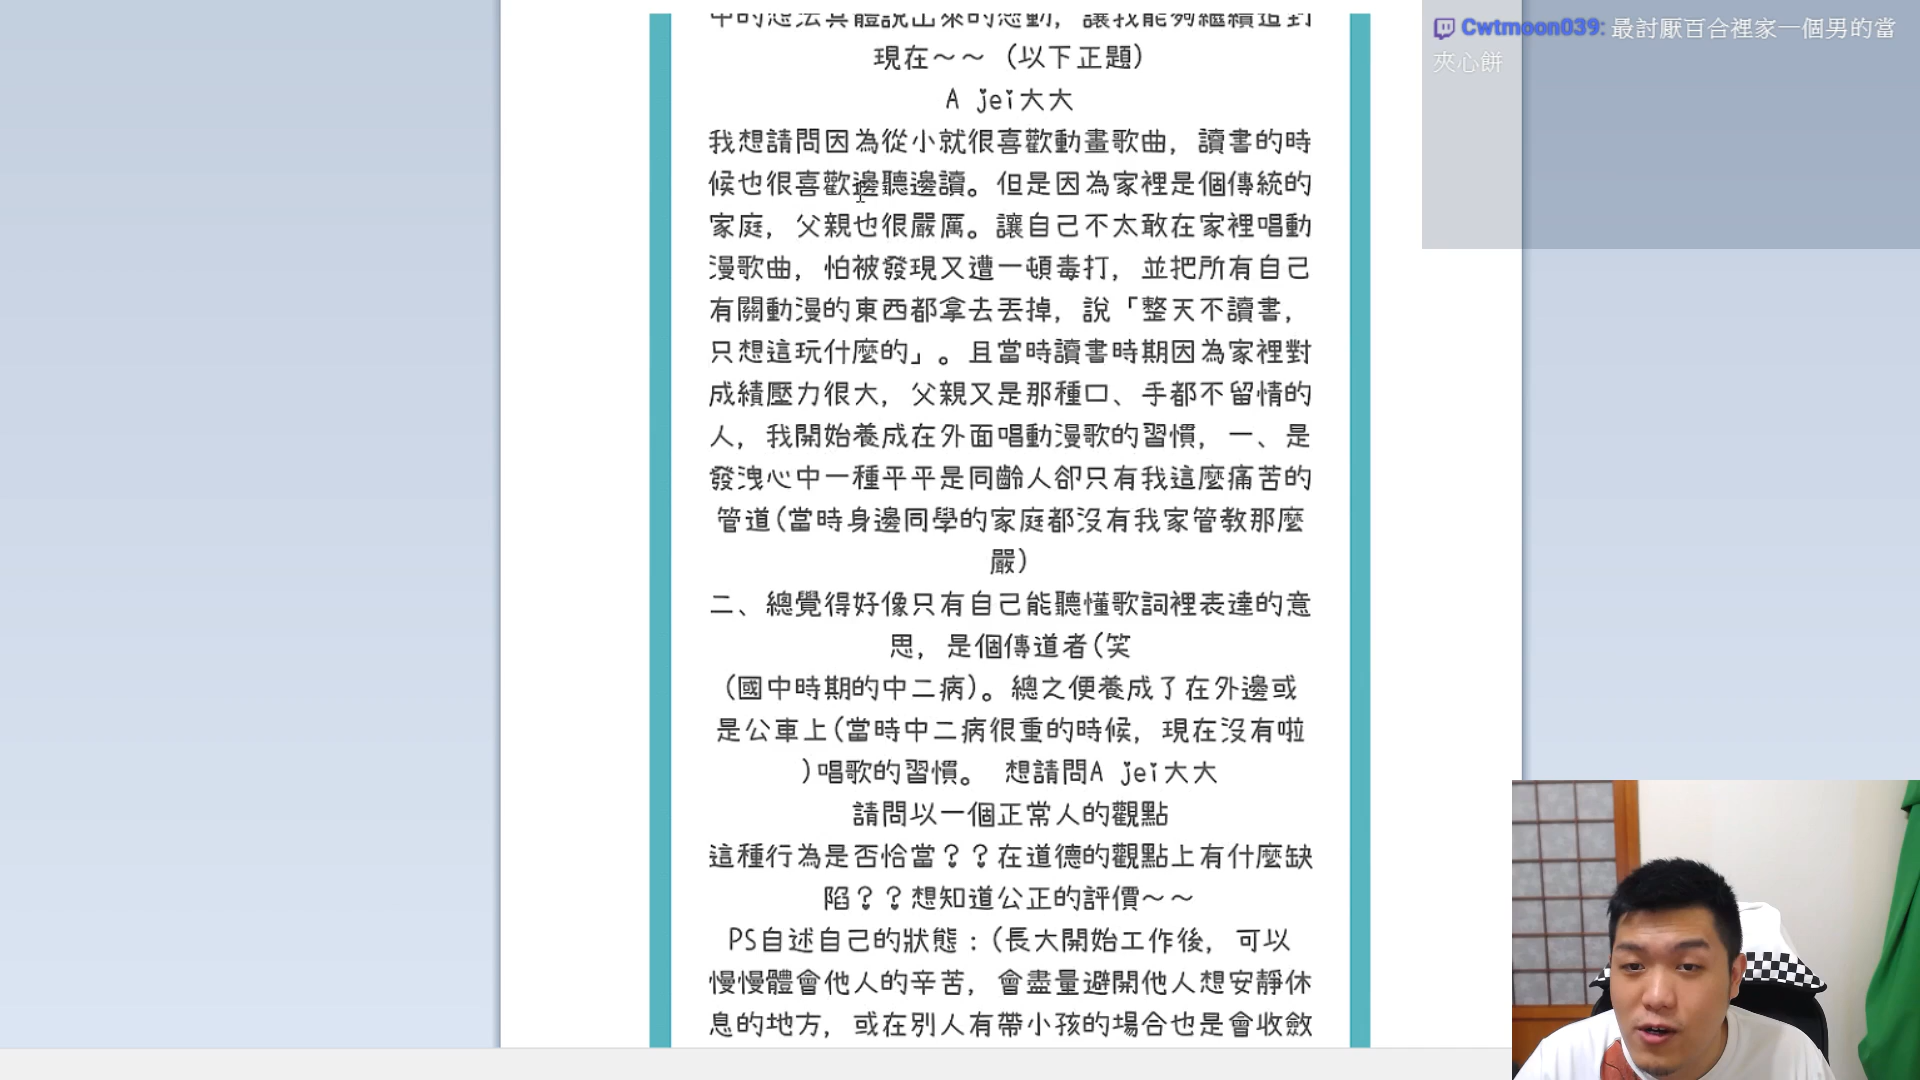 中的想法具體說出來的感動，讓我能夠繼續追到
現在～～（以下正題）
A jei大大
我想請問因為從小就很喜歡動畫歌曲，讀書的時
候也很喜歡邊聽邊讀。但是因為家裡是個傳統的
家庭，父親也很嚴厲。讓自己不太敢在家裡唱動
漫歌曲，怕被發現又遭一頓毒打，並把所有自己
有關動漫的東西都拿去丟掉，說「整天不讀書，
只想這玩什麼的」。且當時讀書時期因為家裡對
成績壓力很大，父親又是那種口、手都不留情的
人，我開始養成在外面唱動漫歌的習慣，一、是
發洩心中一種平平是同齡人卻只有我這麼痛苦的
管道(當時身邊同學的家庭都沒有我家管教那麼
嚴)
二、總覺得好像只有自己能聽懂歌詞裡表達的意
思，是個傳道者(笑
（國中時期的中二病)。總之便養成了在外邊或
是公車上(當時中二病很重的時候，現在沒有啦
)唱歌的習慣。 想請問A jei大大
請問以一個正常人的觀點
這種行為是否恰當？？在道德的觀點上有什麼缺
陷？？想知道公正的評價～～
PS自述自己的狀態：(長大開始工作後，可以
慢慢體會他人的辛苦，會盡量避開他人想安靜休
息的地方，或在別人有帶小孩的場合也是會收斂
Cwtmoon039: 最討厭百合裡家一個男的當
夾心餅